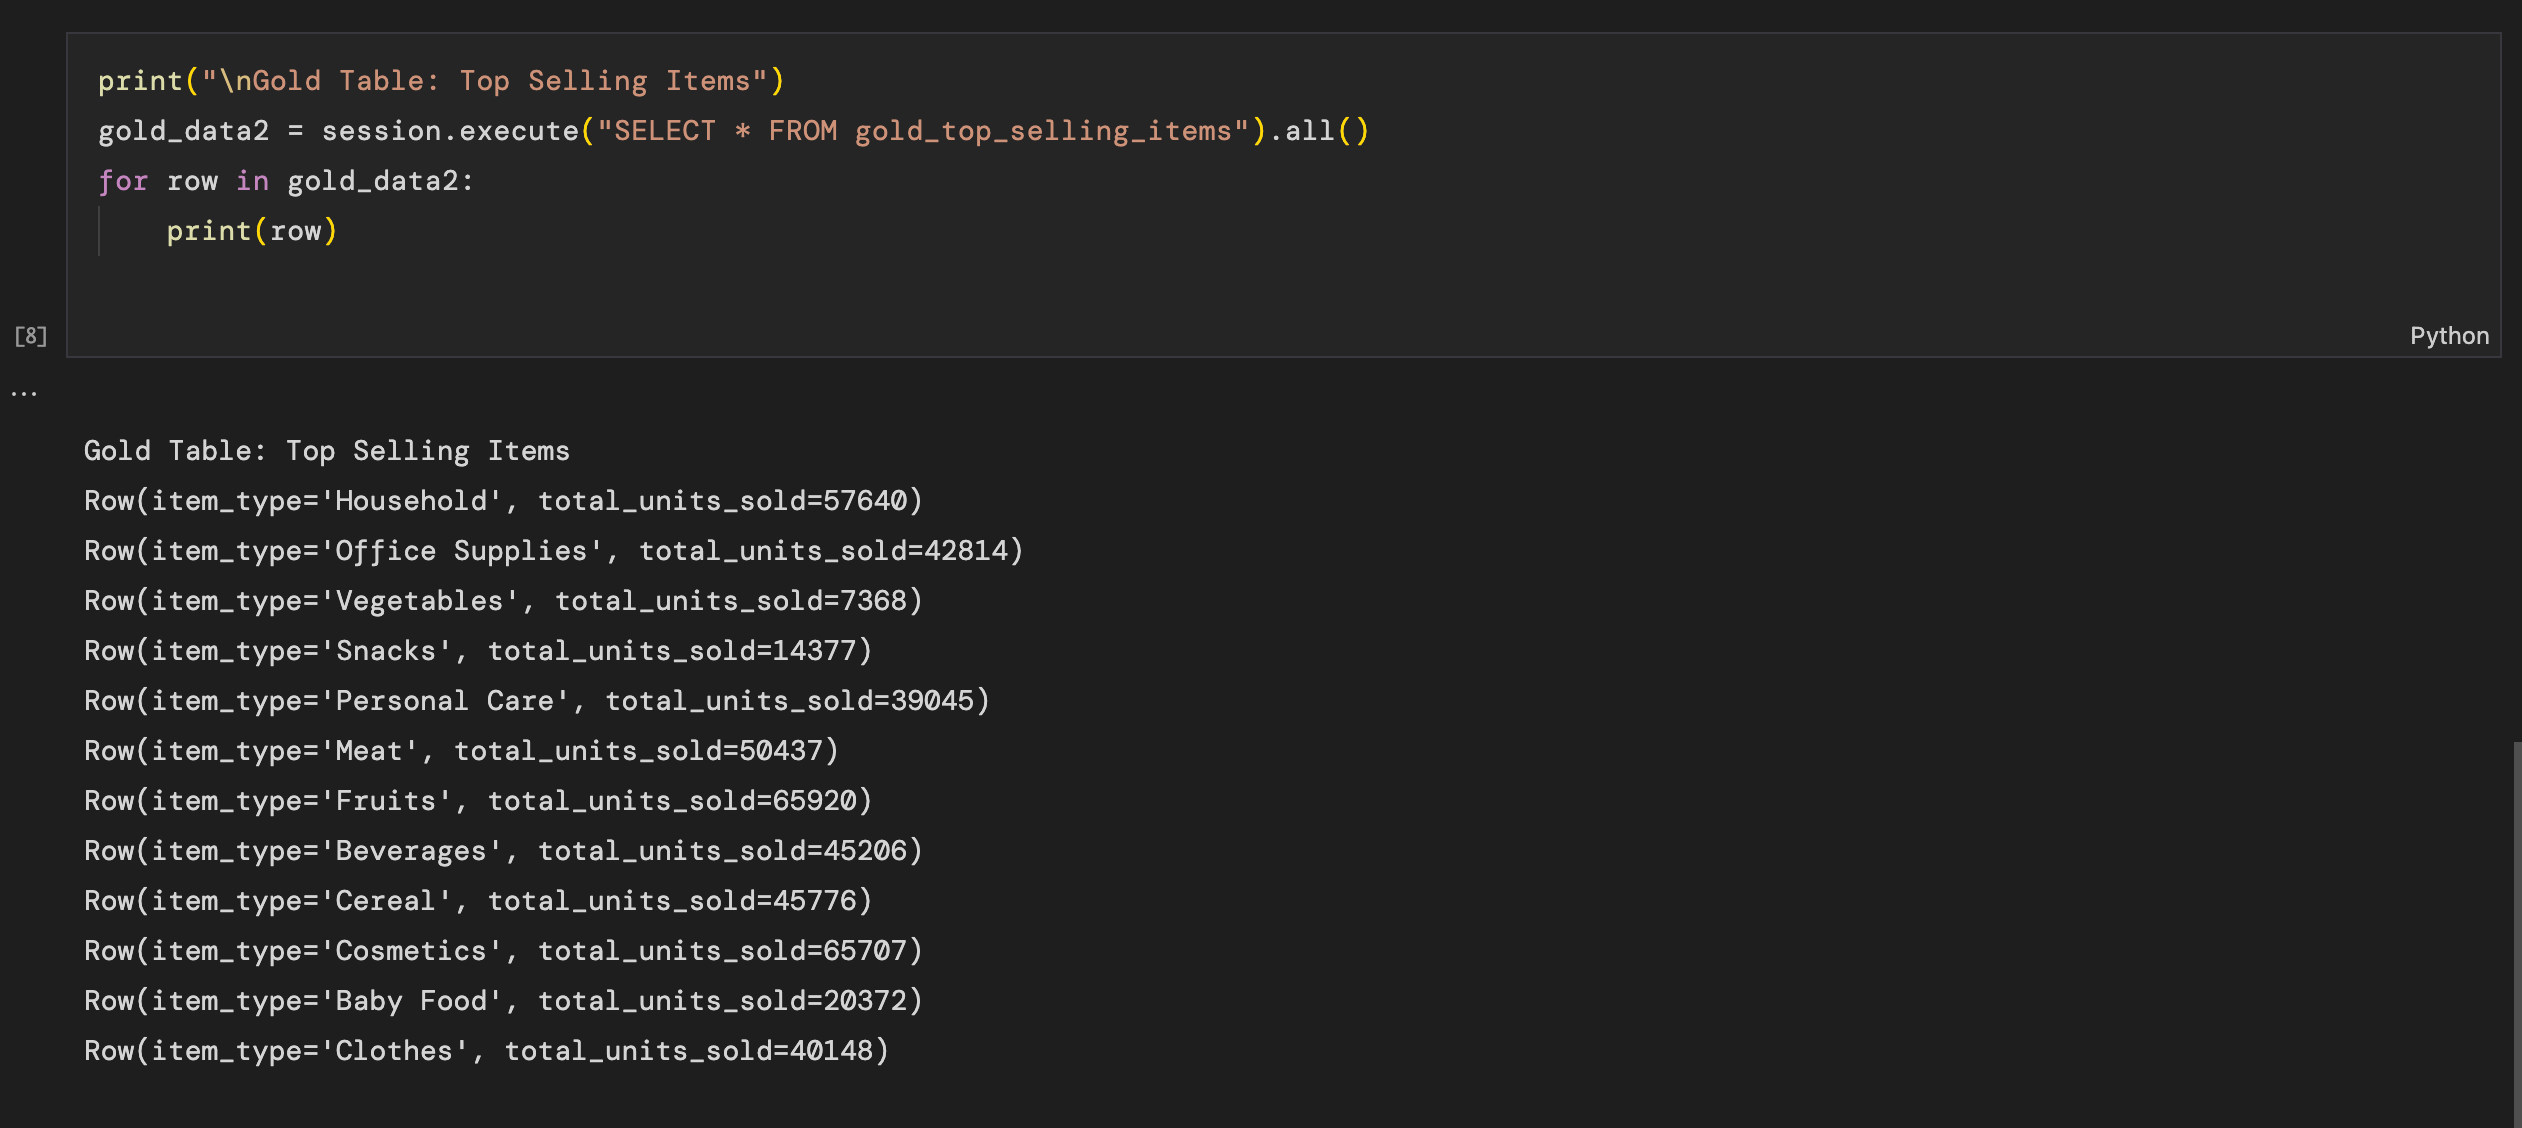 print("\nGold Table: Top Selling Items")
gold_data2 = session.execute("SELECT * FROM gold_top_selling_items").all()
for row in gold_data2:
    print(row)
[8]
Python
...
Gold Table: Top Selling Items
Row(item_type='Household', total_units_sold=57640)
Row(item_type='Office Supplies', total_units_sold=42814)
Row(item_type='Vegetables', total_units_sold=7368)
Row(item_type='Snacks', total_units_sold=14377)
Row(item_type='Personal Care', total_units_sold=39045)
Row(item_type='Meat', total_units_sold=50437)
Row(item_type='Fruits', total_units_sold=65920)
Row(item_type='Beverages', total_units_sold=45206)
Row(item_type='Cereal', total_units_sold=45776)
Row(item_type='Cosmetics', total_units_sold=65707)
Row(item_type='Baby Food', total_units_sold=20372)
Row(item_type='Clothes', total_units_sold=40148)